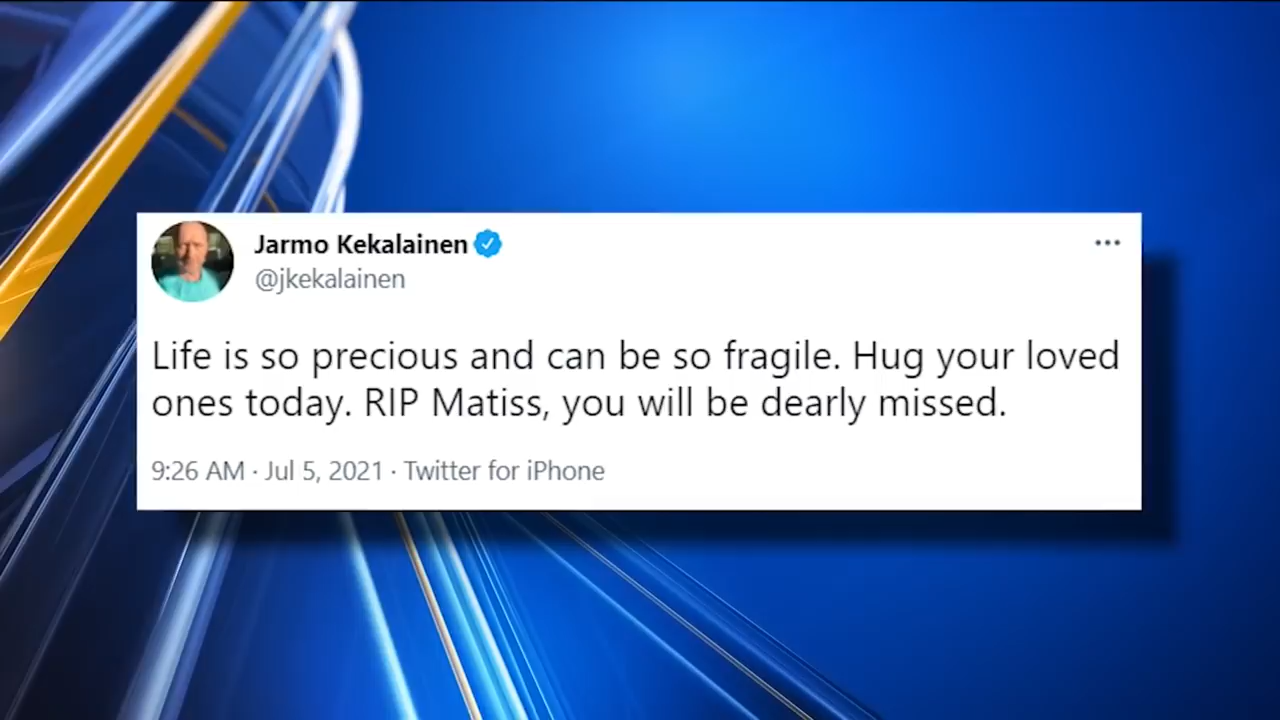 Jarmo Kekalainen
@jkekalainen
Life is so precious and can be so fragile. Hug your loved
ones today. RIP Matiss, you will be dearly missed.
9:26 AM · Jul 5, 2021 · Twitter for iPhone